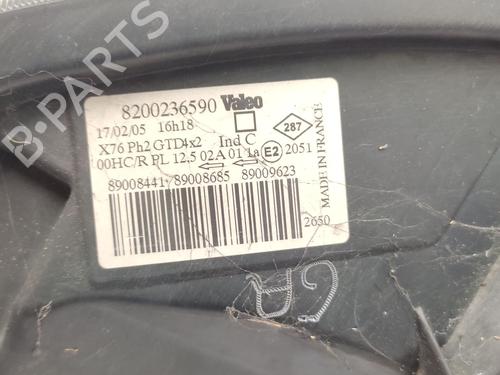 8200236590 Valeo
17/02/05 16h18
X76 Ph2 GTD4x2 Ind C
00HC/R PL 12.5 02A 01 1a E2 2051
89008441 89008685 89009623
2650
287
MADE IN FRANCE
B-PARTS